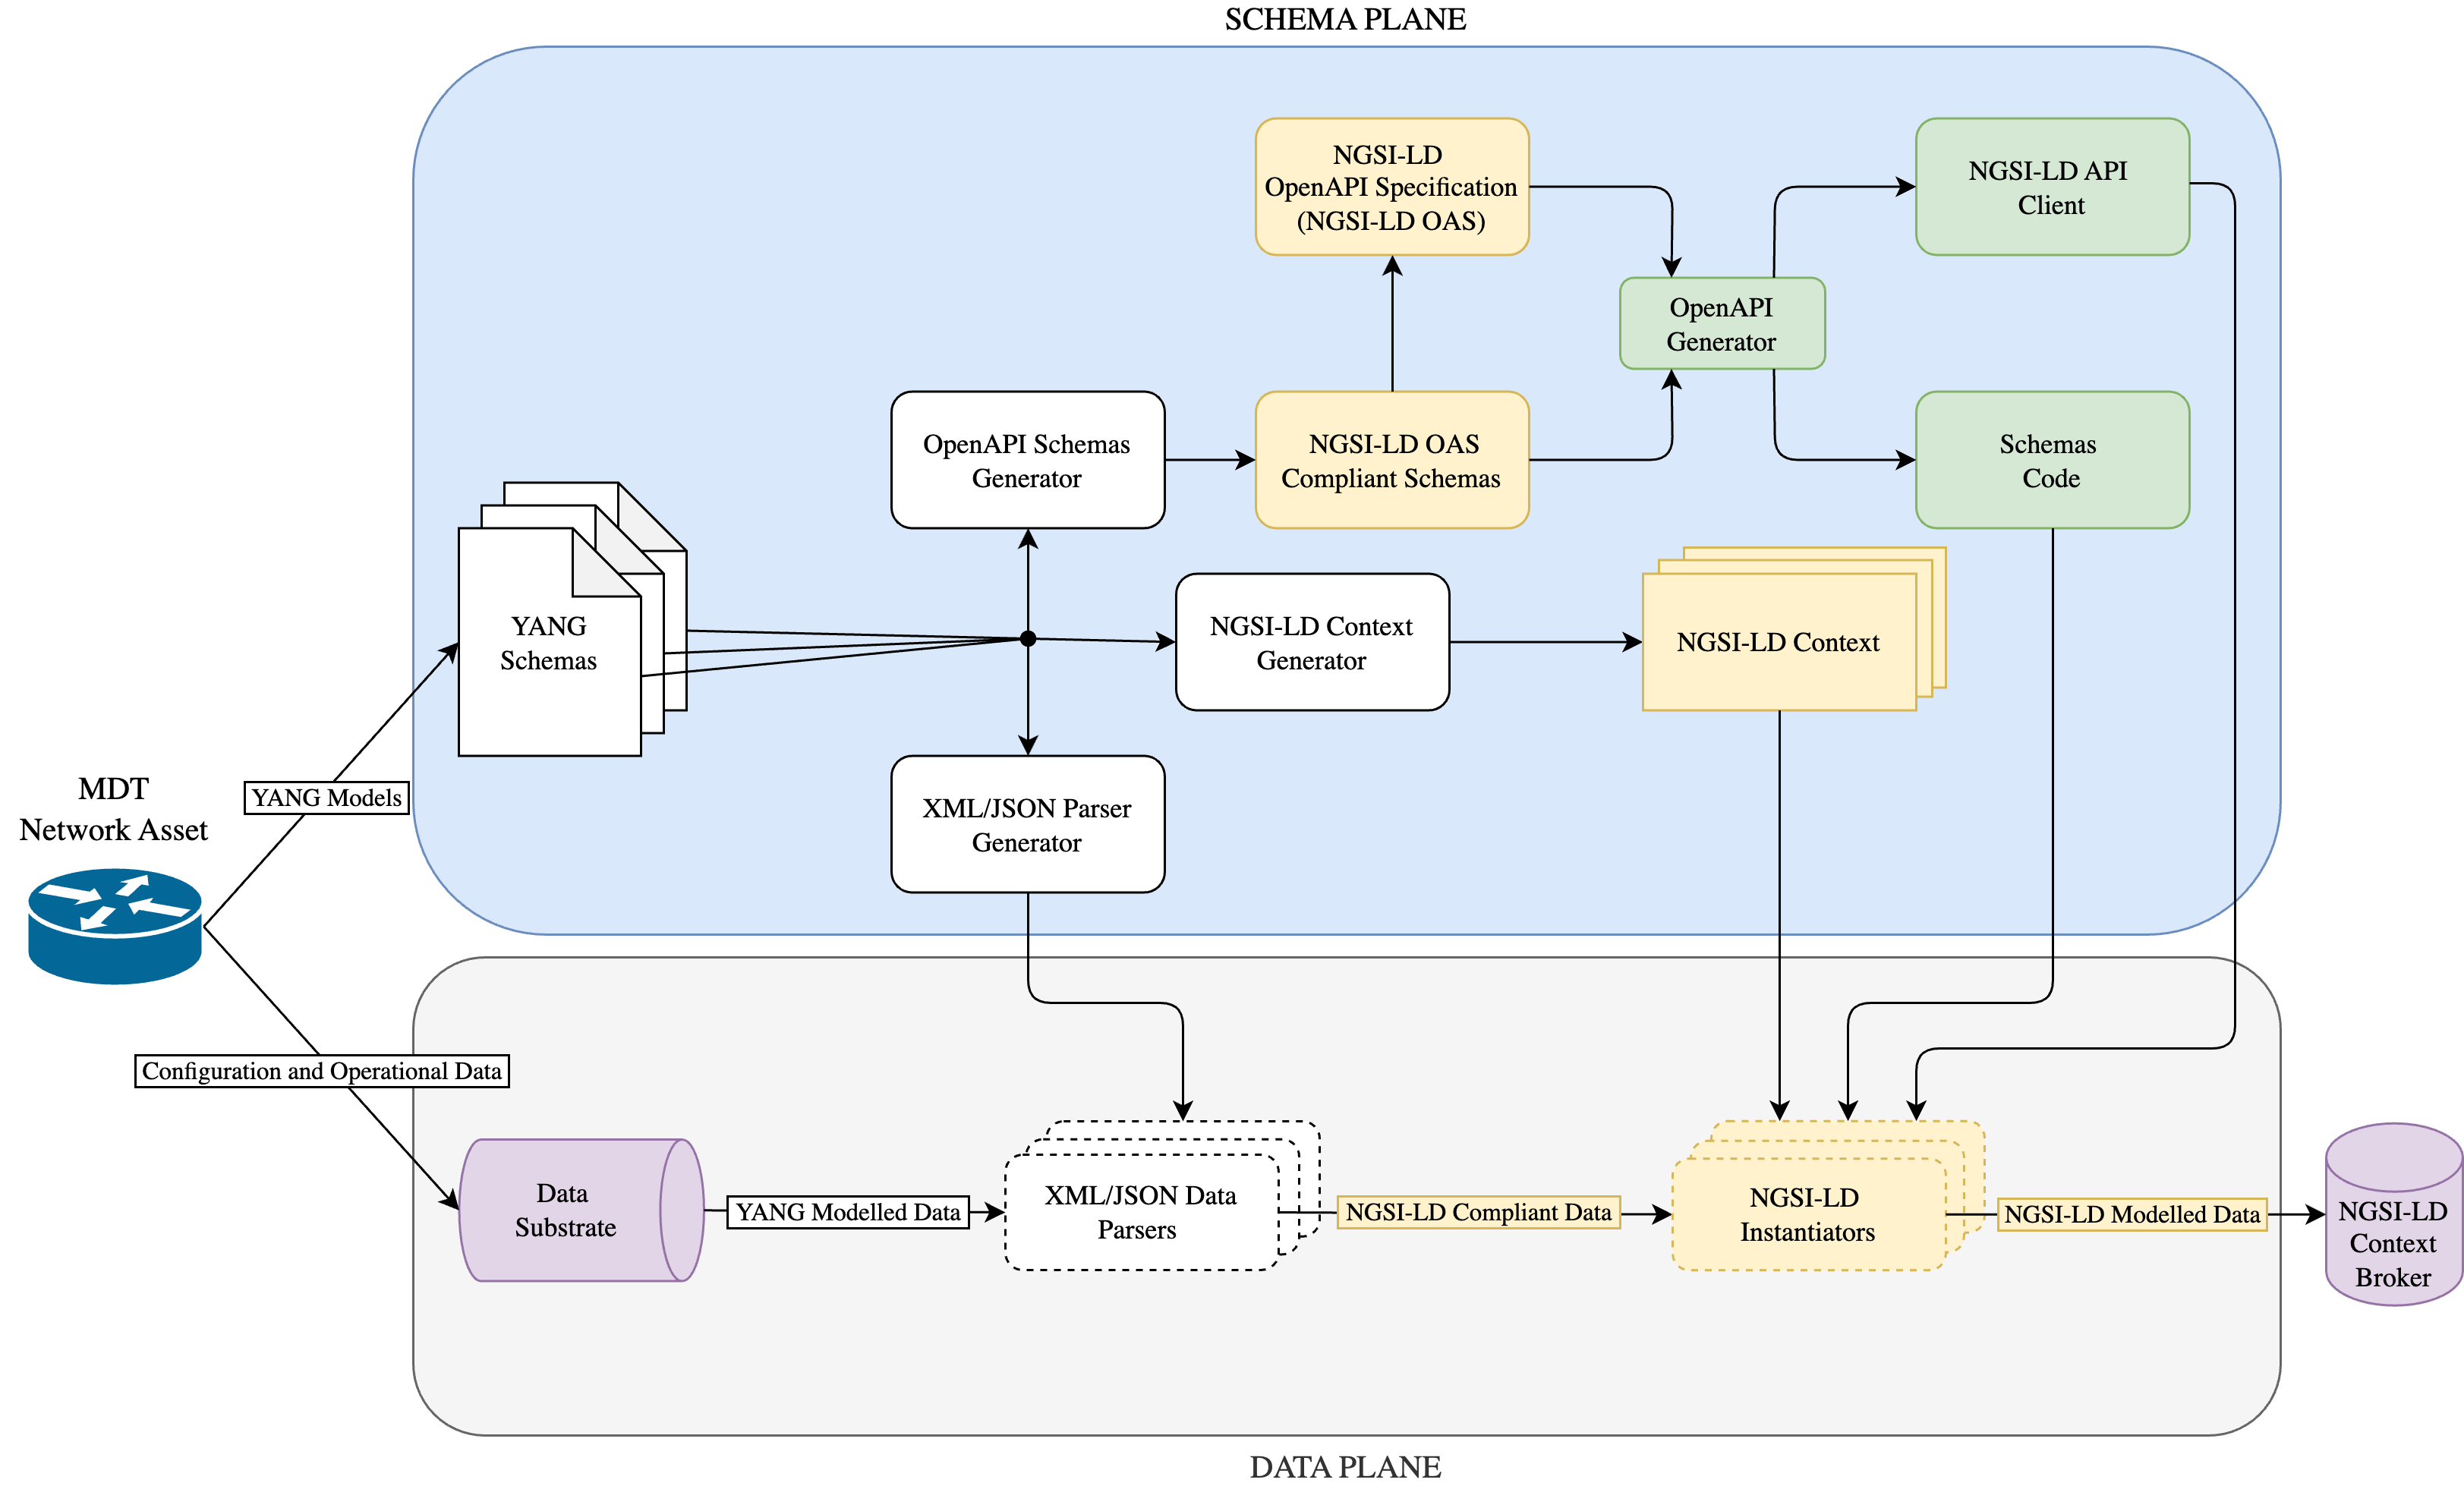 SCHEMA PLANE
NGSI-LD
OpenAPI Specification
(NGSI-LD OAS)
NGSI-LD API
Client
OpenAPI
Generator
OpenAPI Schemas
Generator
NGSI-LD OAS
Compliant Schemas
Schemas
Code
YANG
Schemas
NGSI-LD Context
Generator
NGSI-LD Context
XML/JSON Parser
Generator
YANG Models
MDT
Network Asset
Configuration and Operational Data
Data
Substrate
YANG Modelled Data
XML/JSON Data
Parsers
NGSI-LD Compliant Data
NGSI-LD
Instantiators
NGSI-LD Modelled Data
NGSI-LD
Context
Broker
DATA PLANE